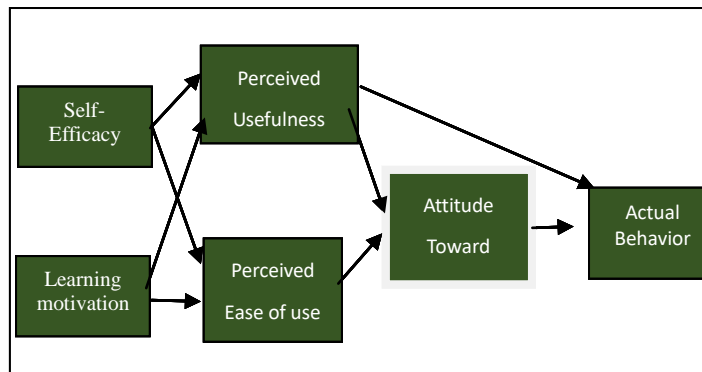 Self-
Efficacy
Perceived
Usefulness
Learning
motivation
Perceived
Ease of use
Attitude
Toward
Actual
Behavior